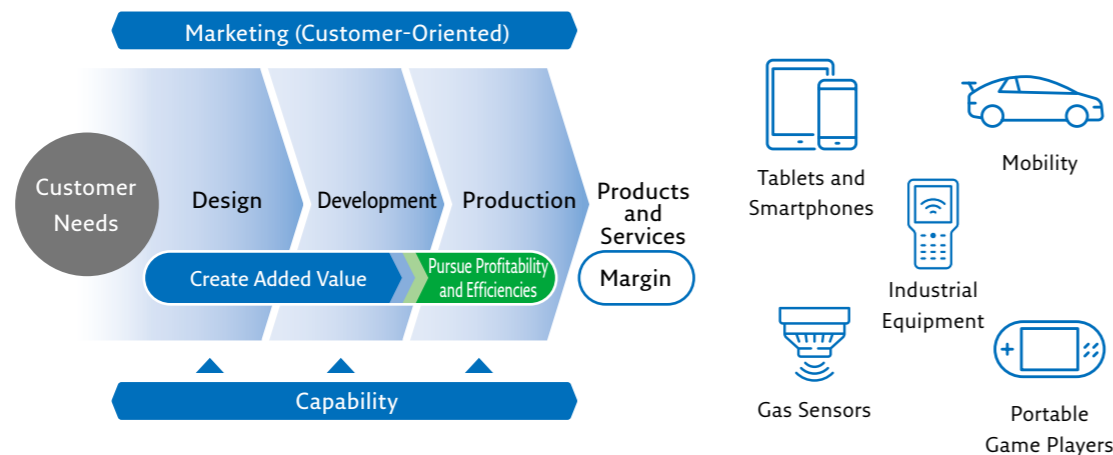 Marketing (Customer-Oriented)
Customer
Needs
Design
Development
Production
Products
and
Services
Create Added Value
Pursue Profitability
and Efficiencies
Margin
Capability
Tablets and
Smartphones
Mobility
Industrial
Equipment
Gas Sensors
Portable
Game Players